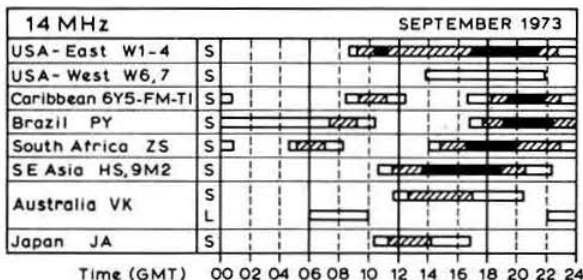 14 MHz SEPTEMBER 1973
USA-East W1-4 S
USA-West W6,7 S
Caribbean 6Y5-FM-TI S
Brazil PY S
South Africa ZS S
SE Asia HS,9M2 S
Australia VK S
L
Japan JA S
Time (GMT) 00 02 04 06 08 10 12 14 16 18 20 22 24